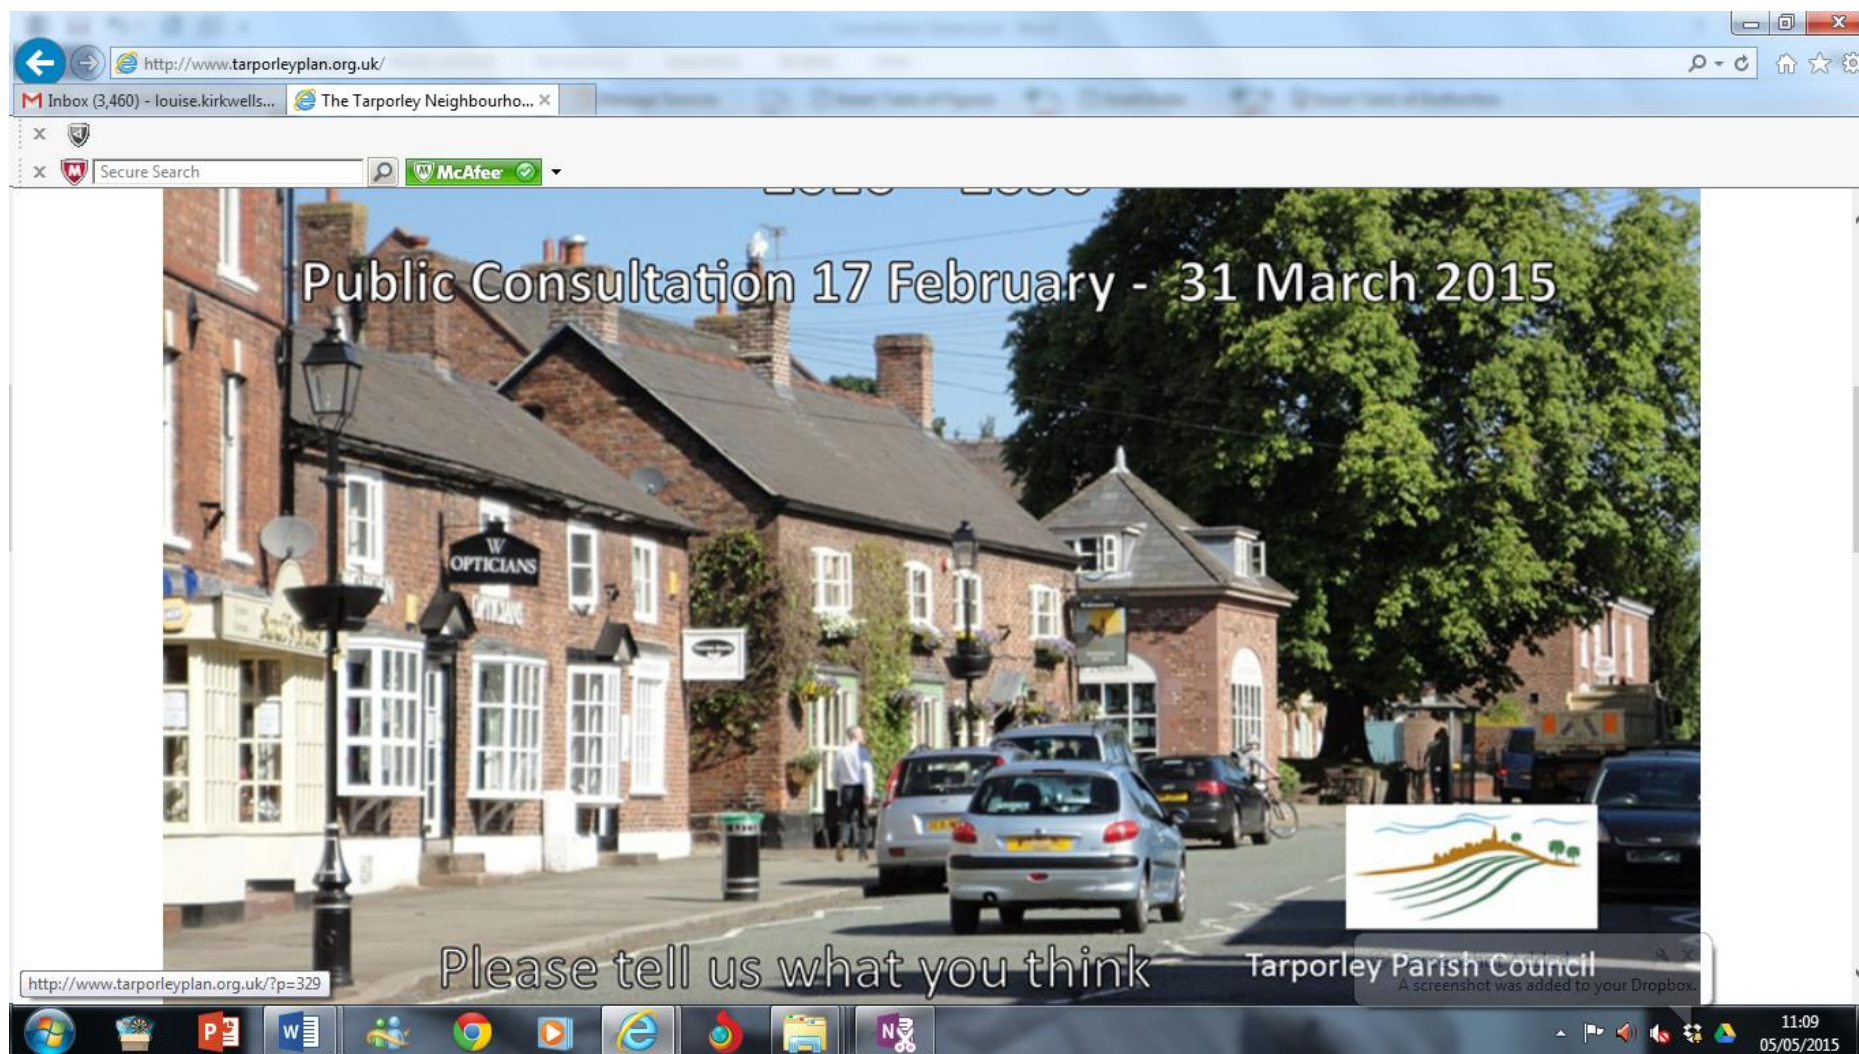 http://www.tarporleyplan.org.uk/
Inbox (3,460) - louise.kirkwells...
The Tarporley Neighbourho...
Secure Search
McAfee
Public Consultation 17 February - 31 March 2015
W
OPTICIANS
OPTICIANS
Please tell us what you think
Tarporley Parish Council
A screenshot was added to your Dropbox.
http://www.tarporleyplan.org.uk/?p=329
11:09
05/05/2015